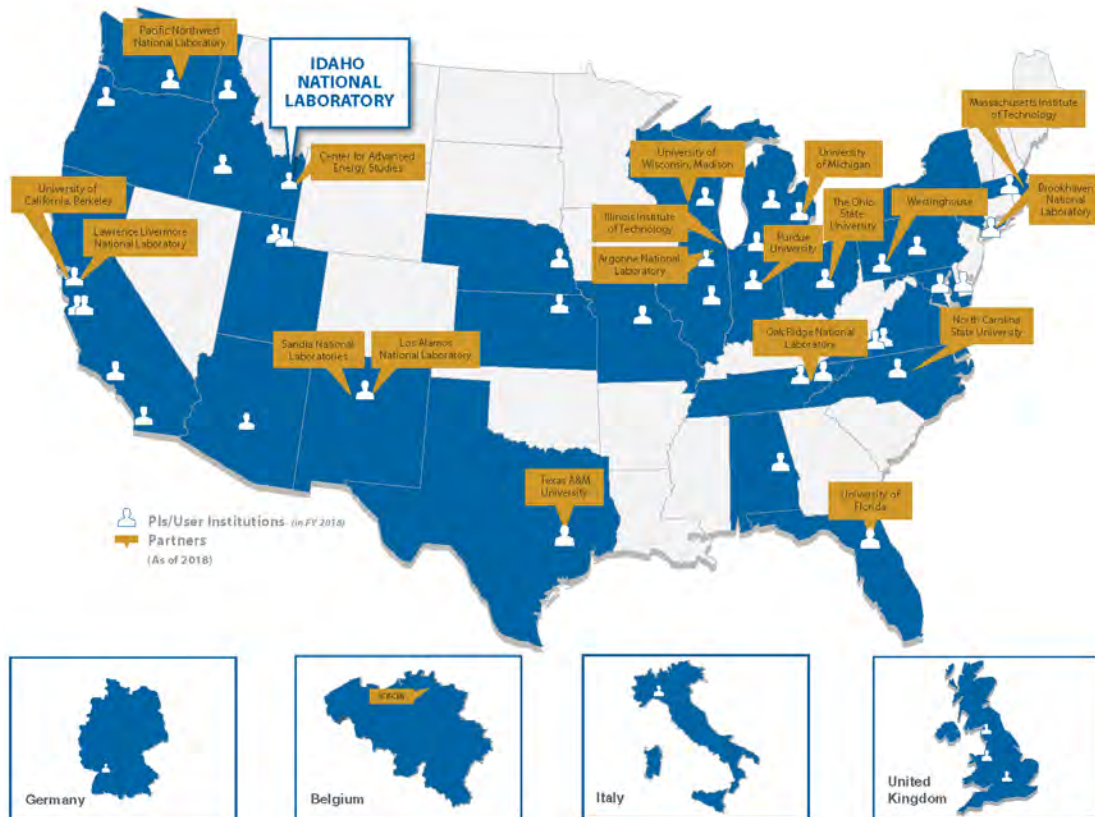 Pacific Northwest
National Laboratory
IDAHO
NATIONAL
LABORATORY
Center for Advanced
Energy Studies
University of
California, Berkeley
Lawrence Livermore
National Laboratory
Sandia National
Laboratories
Los Alamos
National Laboratory
University of
Wisconsin, Madison
Illinois Institute
of Technology
Argonne National
Laboratory
University
of Michigan
Purdue
University
The Ohio
State
University
Westinghouse
Massachusetts Institute
of Technology
Brookhaven
National
Laboratory
Oak Ridge National
Laboratory
North Carolina
State University
Texas A&M
University
University of
Florida
PIs/User Institutions (in FY 2018)
Partners
(As of 2018)
Germany
Belgium
Italy
United
Kingdom